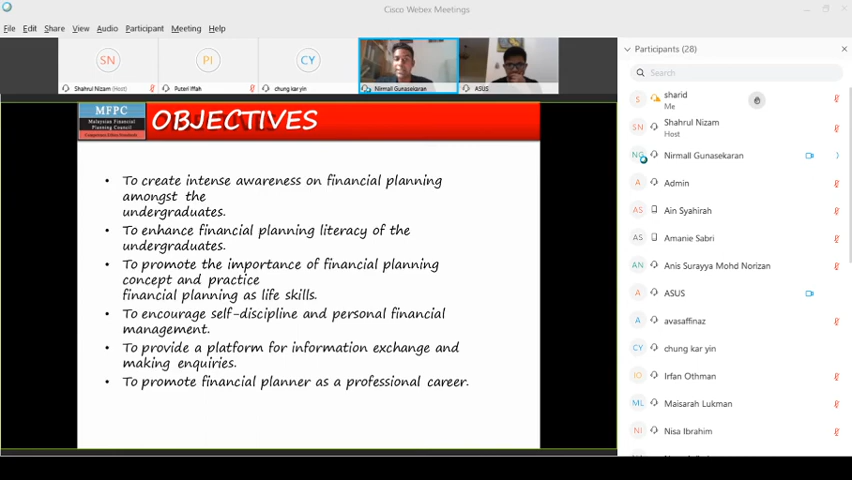 Cisco Webex Meetings
File Edit Share View Audio Participant Meeting Help
SN
PI
CY
Shahrul Nizam (Host)
Puteri Iffah
chung kar yin
Nirmall Gunasekaran
ASUS
MFPC
Malaysian Financial
Planning Council
OBJECTIVES
• To create intense awareness on financial planning
amongst the
undergraduates.
• To enhance financial planning literacy of the
undergraduates.
• To promote the importance of financial planning
concept and practice
financial planning as life skills.
• To encourage self-discipline and personal financial
management.
• To provide a platform for information exchange and
making enquiries.
• To promote financial planner as a professional career.
Participants (28)
Search
S sharid
Me
SN Shahrul Nizam
Host
NG Nirmall Gunasekaran
A Admin
AS Ain Syahirah
AS Amanie Sabri
AN Anis Surayya Mohd Norizan
A ASUS
A avasaffinaz
CY chung kar yin
IO Irfan Othman
ML Maisarah Lukman
NI Nisa Ibrahim